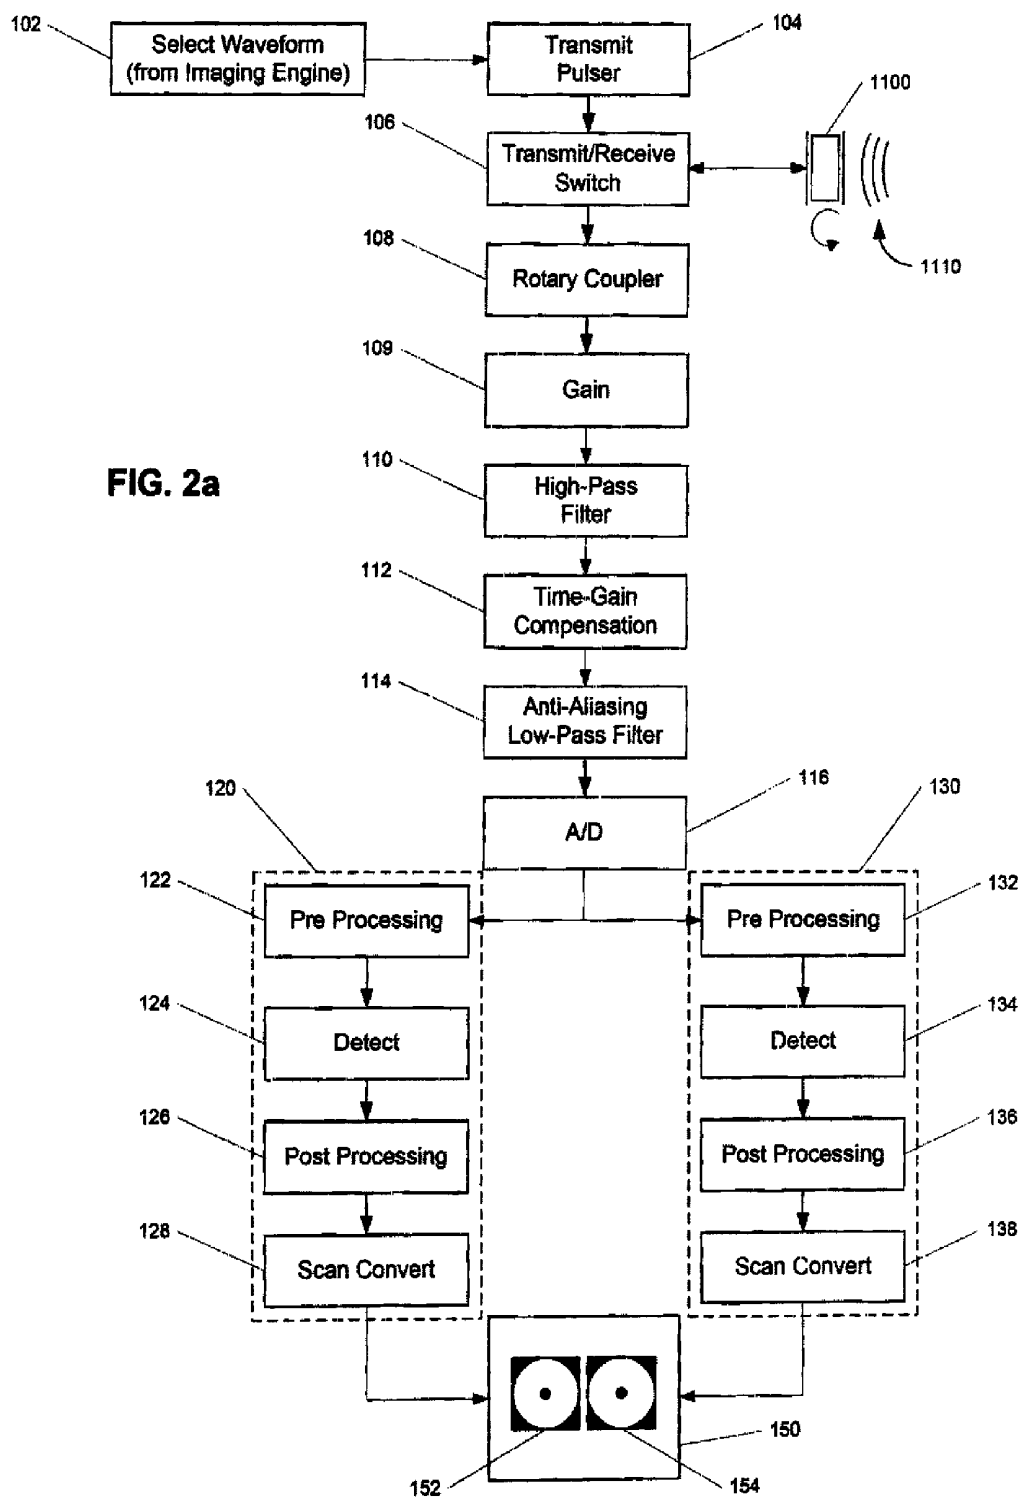 102
Select Waveform
(from Imaging Engine)
Transmit
Pulser
104
106
Transmit/Receive
Switch
1100
1110
108
Rotary Coupler
109
Gain
FIG. 2a
110
High-Pass
Filter
112
Time-Gain
Compensation
114
Anti-Aliasing
Low-Pass Filter
116
A/D
120
130
122
Pre Processing
Pre Processing
132
124
Detect
Detect
134
126
Post Processing
Post Processing
136
128
Scan Convert
Scan Convert
138
150
152
154